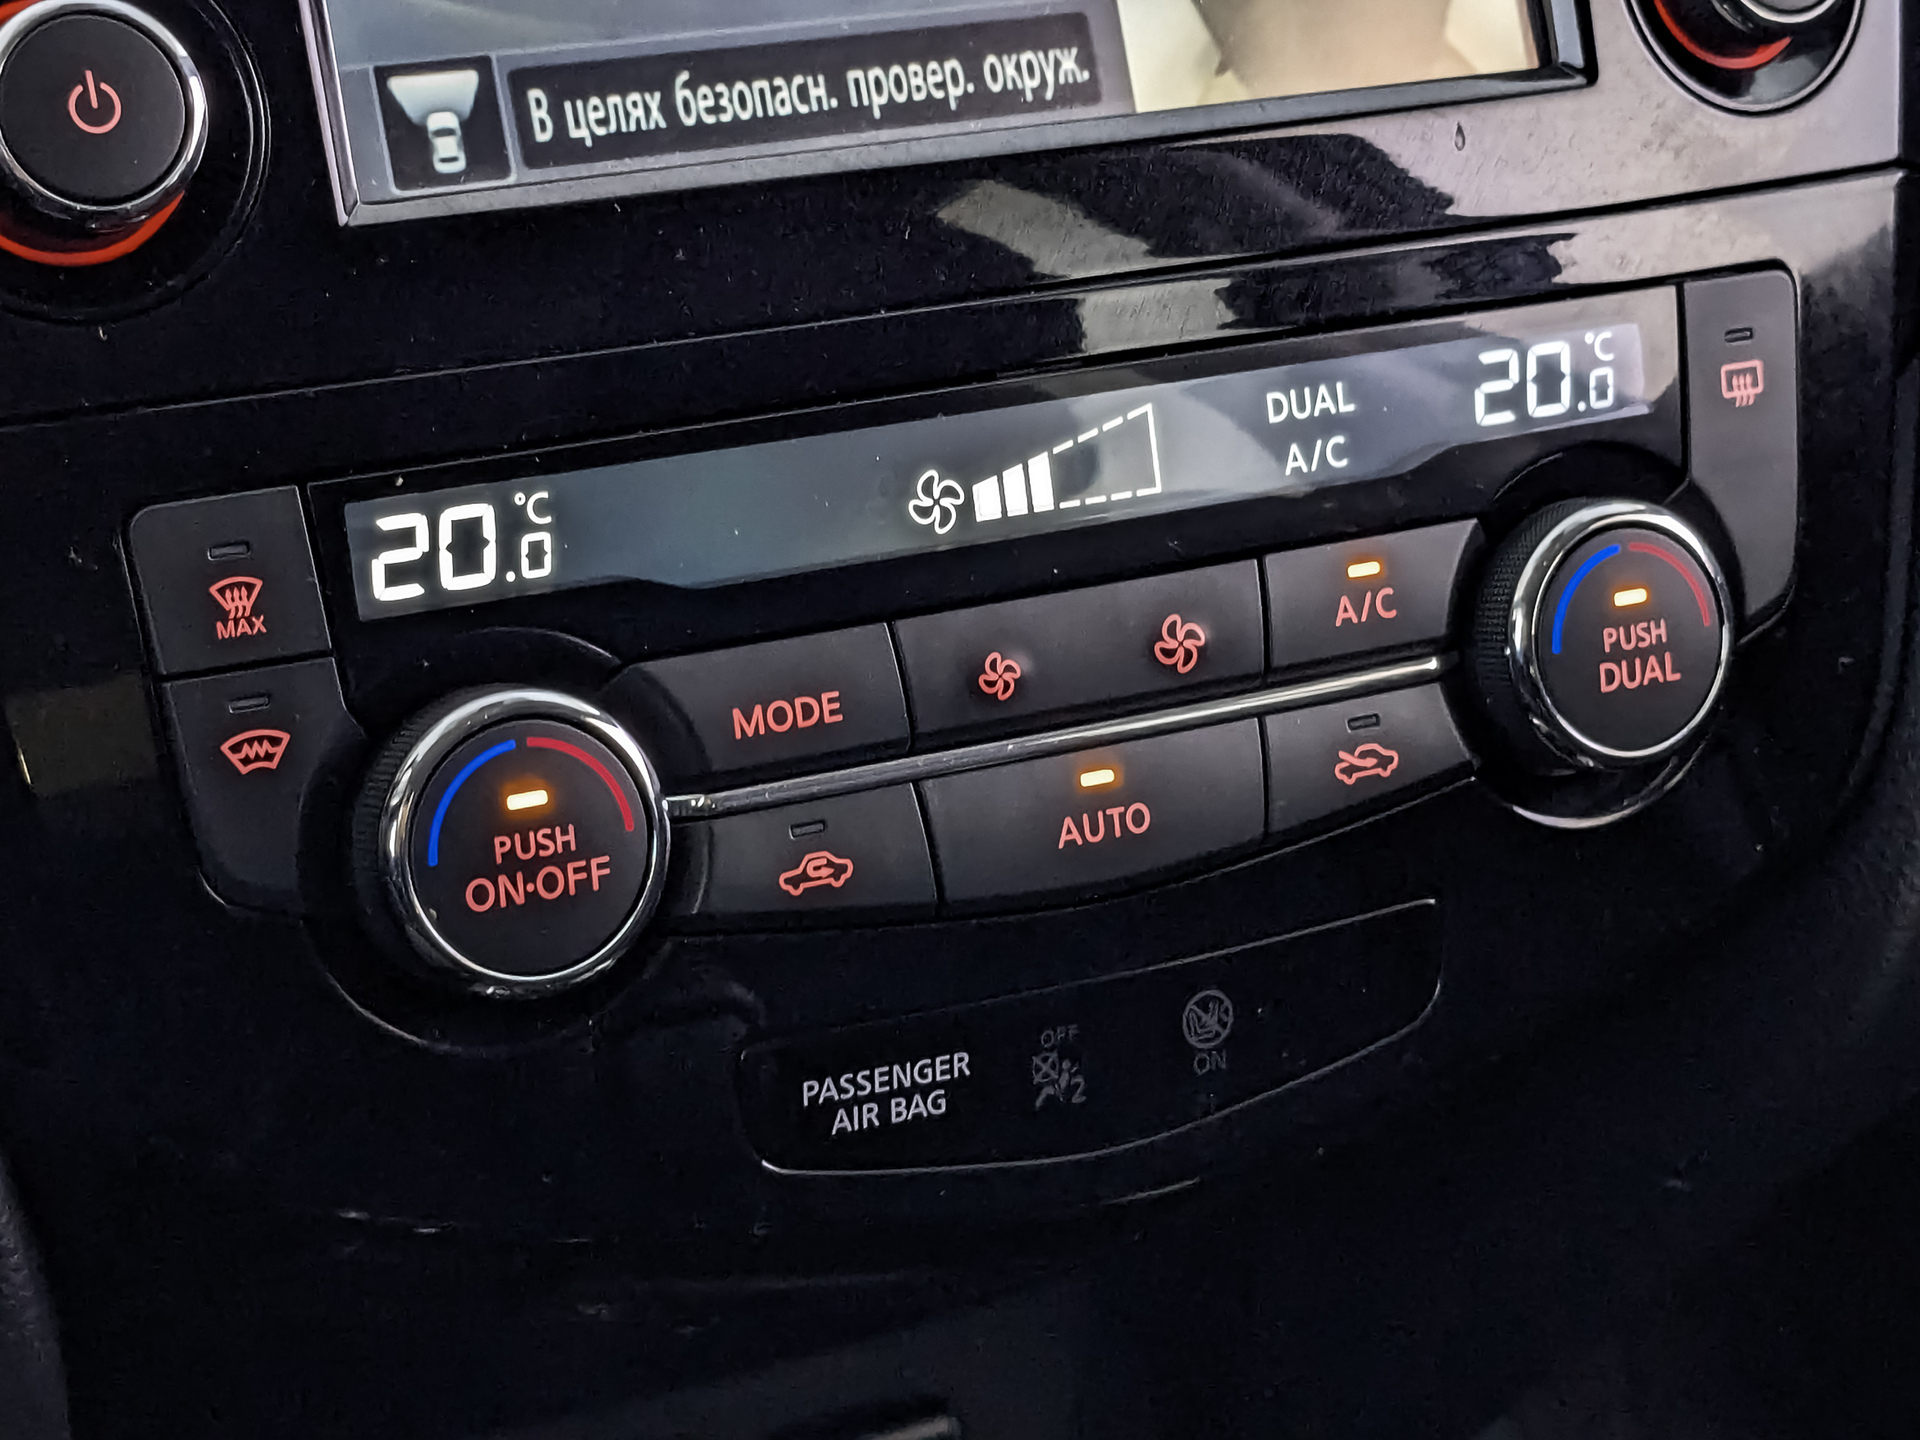 В целях безопасн. провер. окруж.
20.0 °C
DUAL
A/C
20.0 °C
MAX
MODE
A/C
PUSH
DUAL
PUSH
ON•OFF
AUTO
PASSENGER
AIR BAG
OFF
2
ON